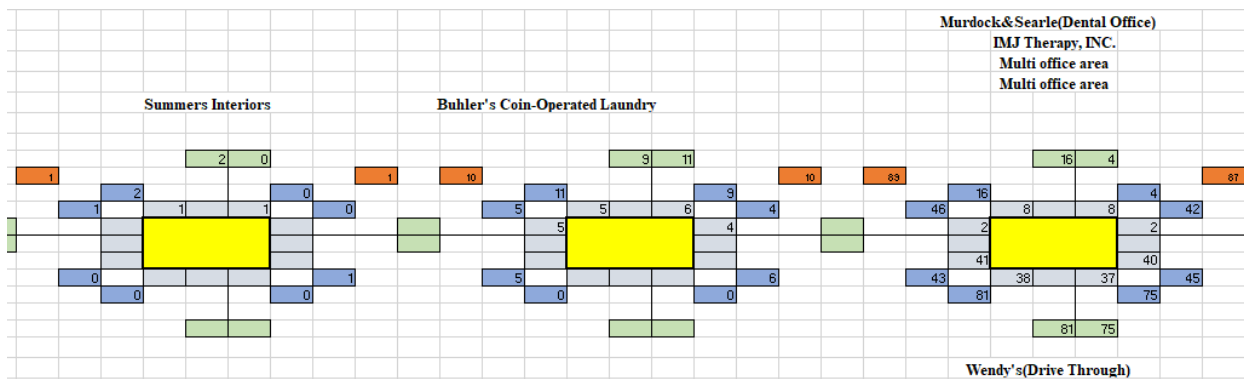 Murdock&Searle(Dental Office)
IMJ Therapy, INC.
Multi office area
Multi office area
Summers Interiors Buhler's Coin-Operated Laundry
2 0 9 11 16 4
1 1 10 10 89 87
2 0 11 9 16 4
1 1 1 0 5 5 6 4 46 8 8 42
5 4 2 2
41 40
0 1 5 6 43 38 37 45
0 0 0 0 81 75
81 75
Wendy's(Drive Through)